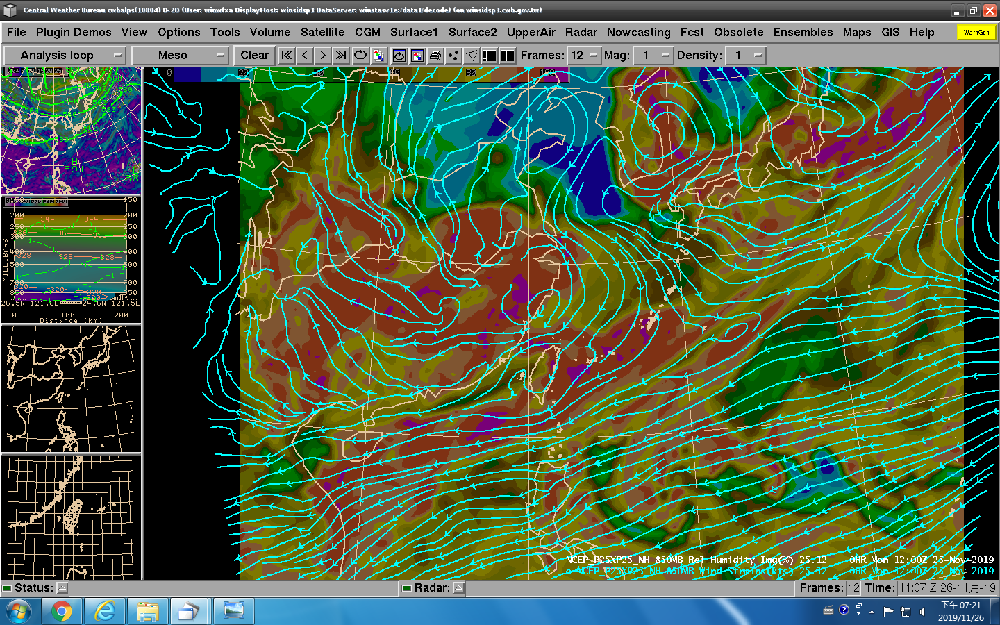 Central Weather Bureau cwbalps(10804) D-2D (User: winwfxa DisplayHost: winsidsp3 DataServer: winstasv1e:/data1/decode) (on winsidsp3.cwb.gov.tw)
File Plugin Demos View Options Tools Volume Satellite CGM Surface1 Surface2 UpperAir Radar Nowcasting Fcst Obsolete Ensembles Maps GIS Help WarnGen
Analysis loop Meso Clear Frames: 12 Mag: 1 Density: 1
0 20 40 60 80 100
H
591
150 150
344 344
200 200
250 250
336
300 300
400 400
328 328 328
500 500
700 700
320 320 320
850
MILLIBARS
26.5N 121.6E 24.6N 121.5E
0 100 200
Distance (km)
NCEP_P25XP25_NH 850MB Rel Humidity Img(%) 25.12 0HR Mon 12:00Z 25-Nov-2019
NCEP_P25XP25_NH 850MB Wind Strmlns(kts) 25.12 0HR Mon 12:00Z 25-Nov-2019
Status: Radar: Frames: 12 Time: 11:07 Z 26-11月-19
下午 07:21
2019/11/26